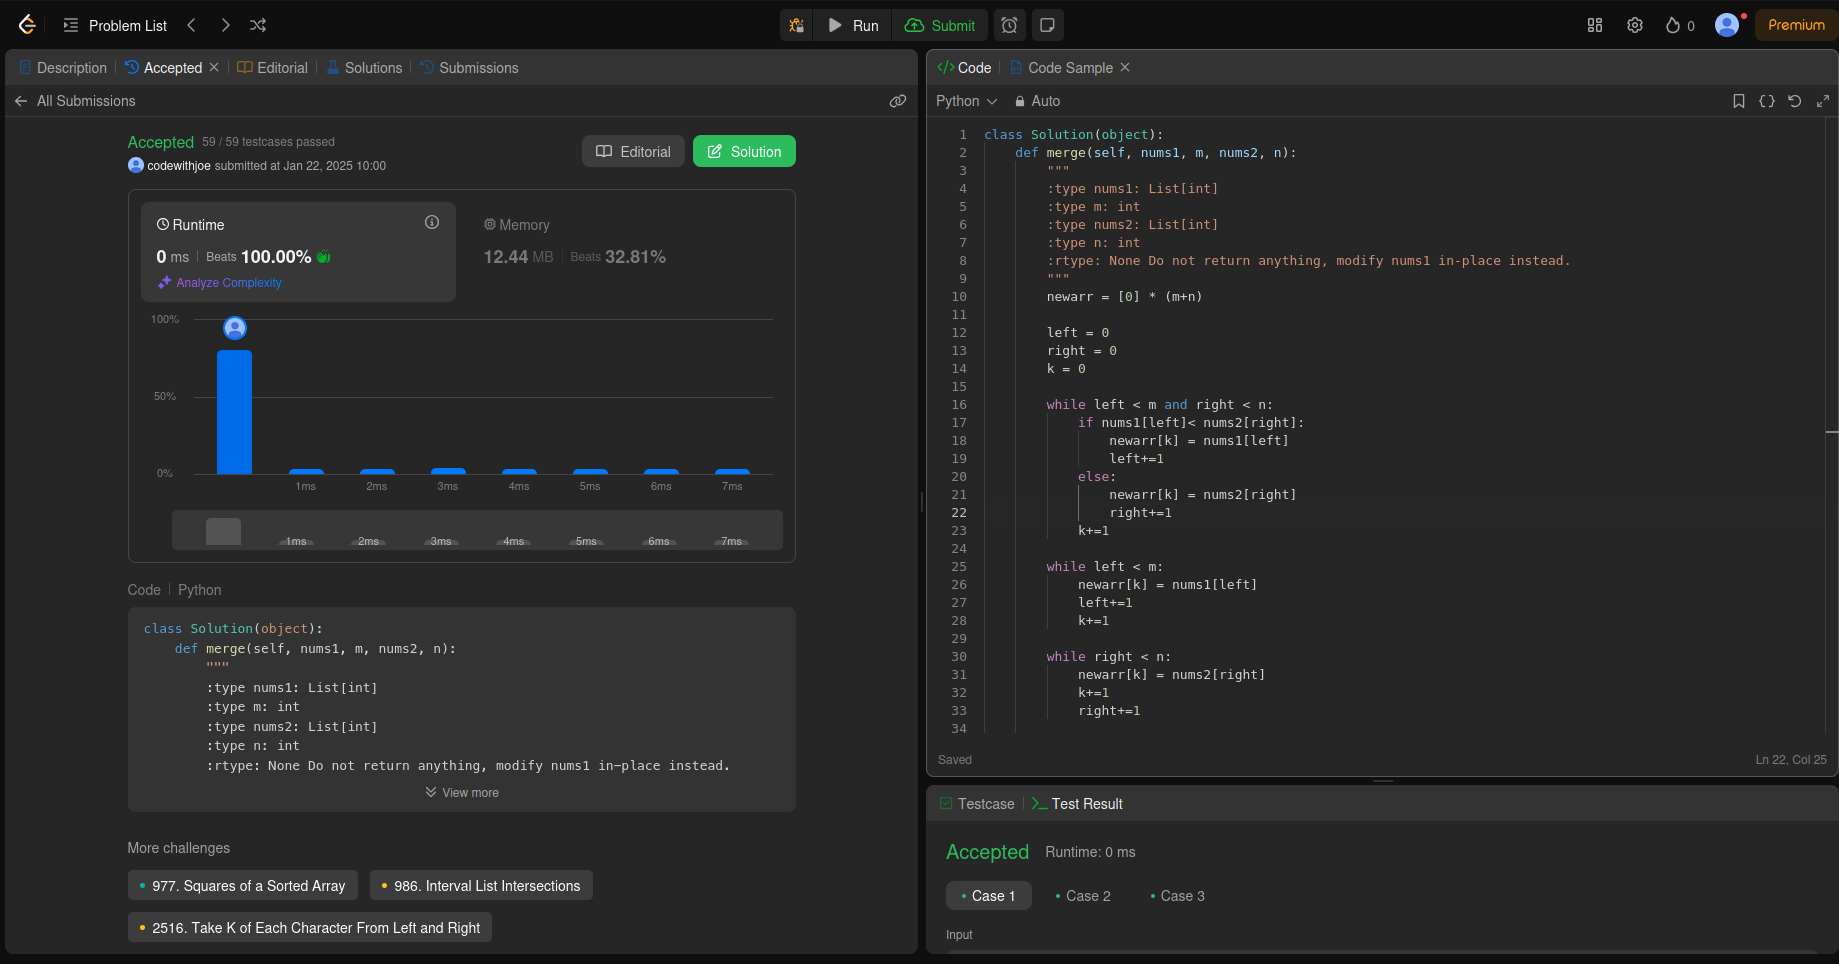 Problem List
Run
Submit
0
Premium
Description
Accepted
Editorial
Solutions
Submissions
All Submissions
Accepted 59 / 59 testcases passed
codewithjoe submitted at Jan 22, 2025 10:00
Editorial
Solution
Runtime
0 ms Beats 100.00%
Analyze Complexity
Memory
12.44 MB Beats 32.81%
100%
50%
0%
1ms 2ms 3ms 4ms 5ms 6ms 7ms
1ms 2ms 3ms 4ms 5ms 6ms 7ms
Code Python
class Solution(object):
    def merge(self, nums1, m, nums2, n):
        """
        :type nums1: List[int]
        :type m: int
        :type nums2: List[int]
        :type n: int
        :rtype: None Do not return anything, modify nums1 in-place instead.
View more
More challenges
977. Squares of a Sorted Array
986. Interval List Intersections
2516. Take K of Each Character From Left and Right
</> Code
Code Sample
Python
Auto
1 class Solution(object):
2     def merge(self, nums1, m, nums2, n):
3         """
4         :type nums1: List[int]
5         :type m: int
6         :type nums2: List[int]
7         :type n: int
8         :rtype: None Do not return anything, modify nums1 in-place instead.
9         """
10         newarr = [0] * (m+n)
11
12         left = 0
13         right = 0
14         k = 0
15
16         while left < m and right < n:
17             if nums1[left]< nums2[right]:
18                 newarr[k] = nums1[left]
19                 left+=1
20             else:
21                 newarr[k] = nums2[right]
22                 right+=1
23             k+=1
24
25         while left < m:
26             newarr[k] = nums1[left]
27             left+=1
28             k+=1
29
30         while right < n:
31             newarr[k] = nums2[right]
32             k+=1
33             right+=1
34
Saved
Ln 22, Col 25
Testcase
Test Result
Accepted Runtime: 0 ms
Case 1
Case 2
Case 3
Input